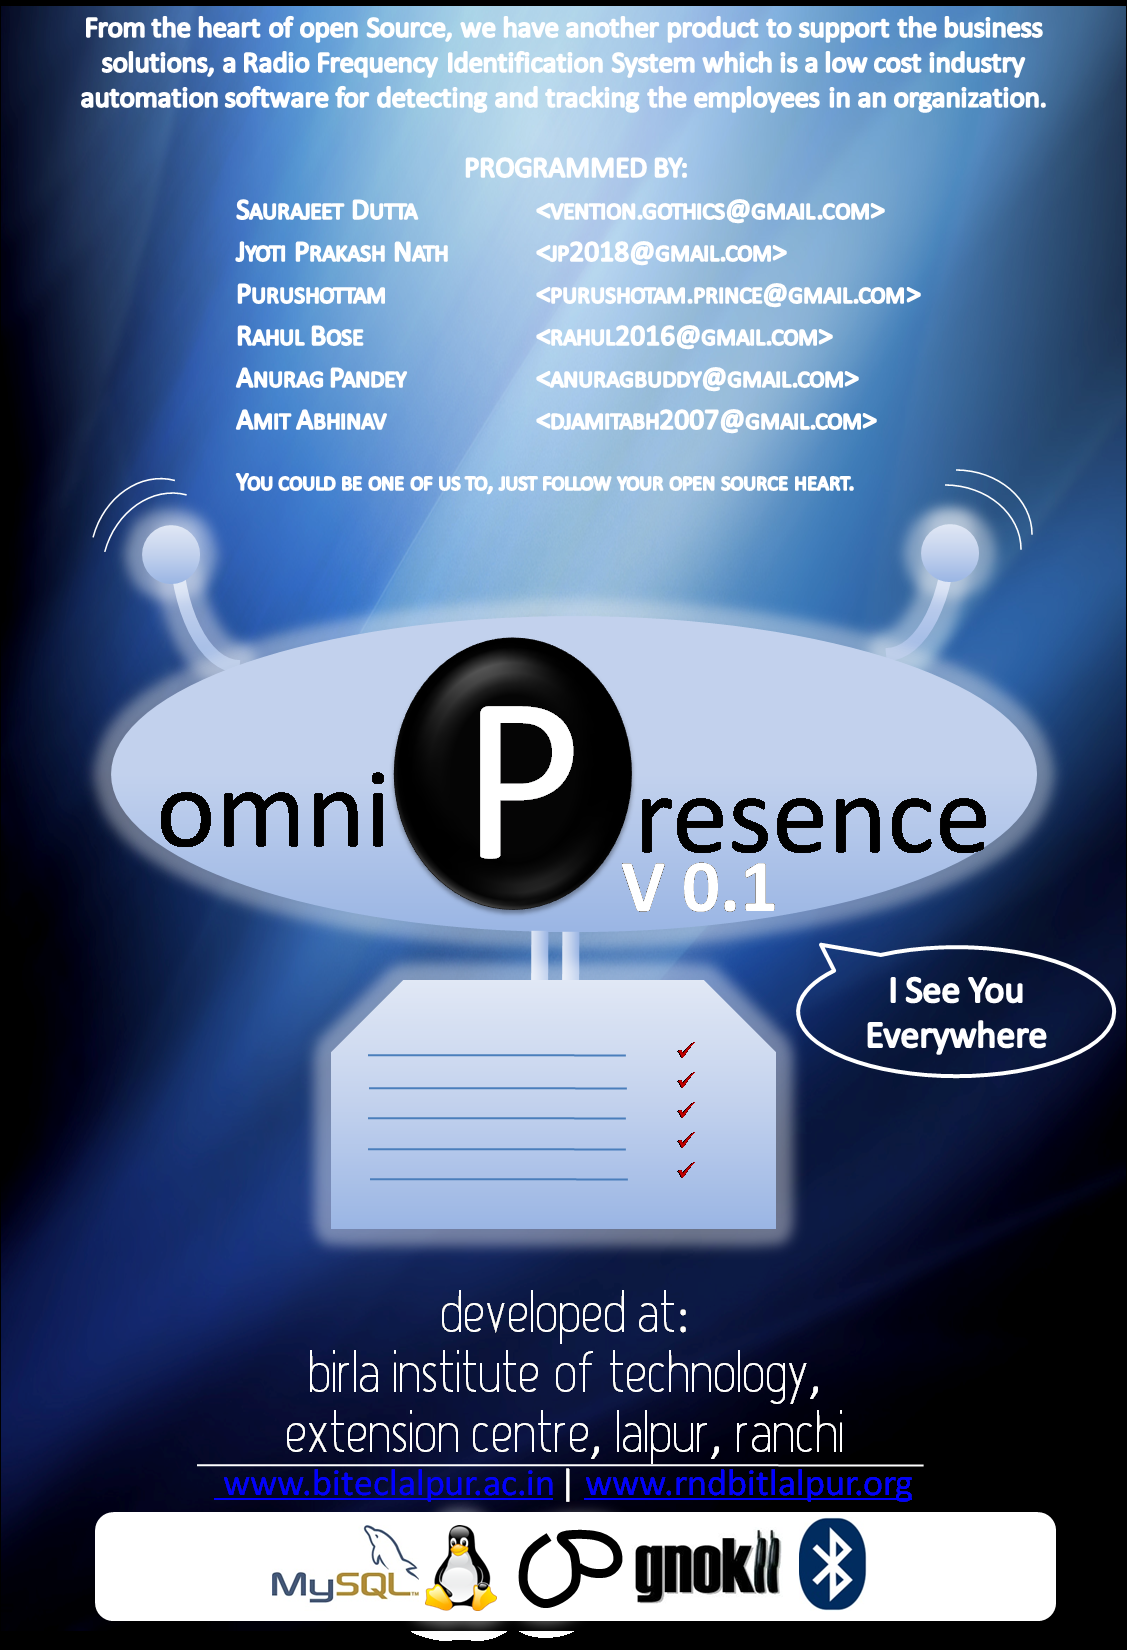 From the heart of open Source, we have another product to support the business
solutions, a Radio Frequency Identification System which is a low cost industry
automation software for detecting and tracking the employees in an organization.
PROGRAMMED BY:
SAURAJEET DUTTA <VENTION.GOTHICS@GMAIL.COM>
JYOTI PRAKASH NATH <JP2018@GMAIL.COM>
PURUSHOTTAM <PURUSHOTAM.PRINCE@GMAIL.COM>
RAHUL BOSE <RAHUL2016@GMAIL.COM>
ANURAG PANDEY <ANURAGBUDDY@GMAIL.COM>
AMIT ABHINAV <DJAMITABH2007@GMAIL.COM>
YOU COULD BE ONE OF US TO, JUST FOLLOW YOUR OPEN SOURCE HEART.
omniPresence
V 0.1
I See You
Everywhere
developed at:
birla institute of technology,
extension centre, lalpur, ranchi
www.biteclalpur.ac.in | www.rndbitlalpur.org
MySQL™ gnokii